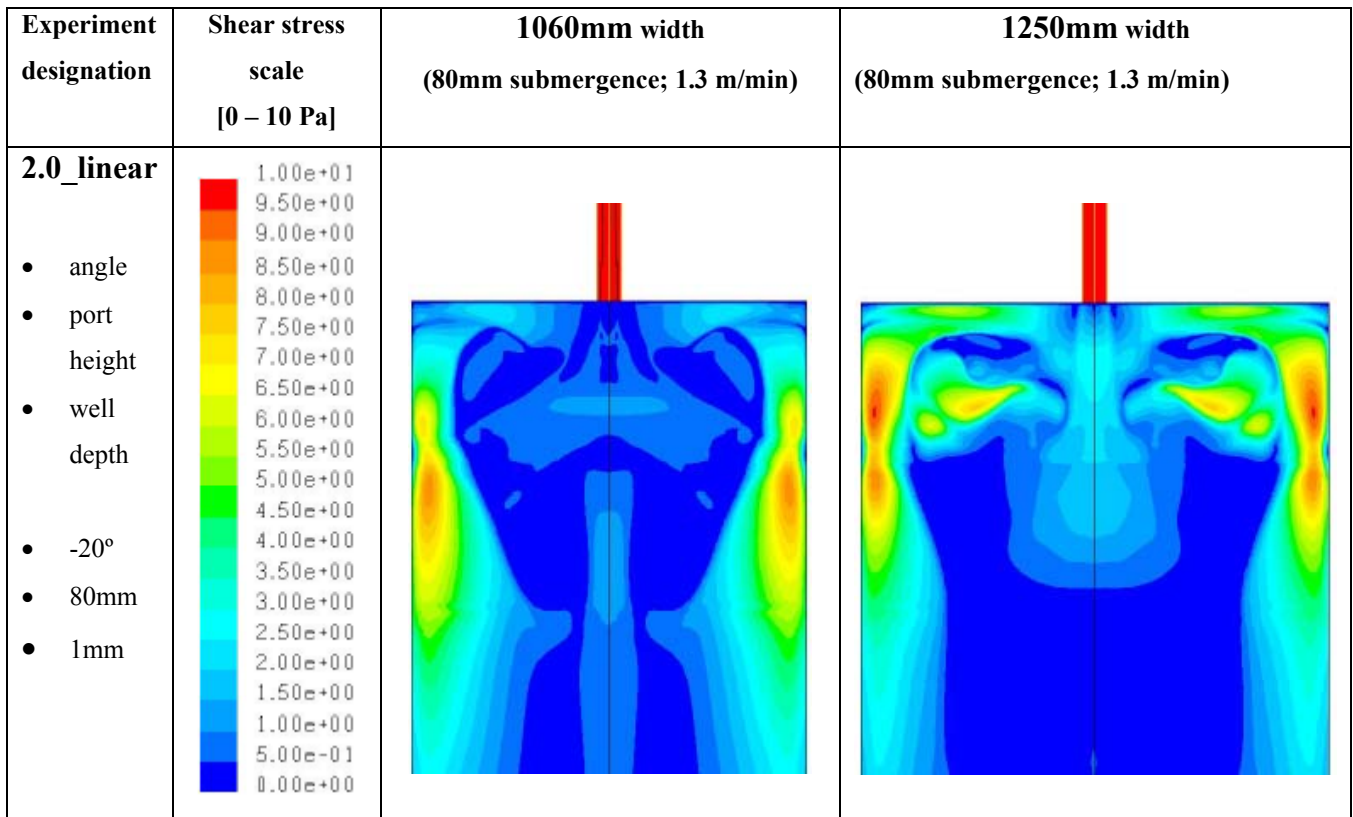 Experiment
designation
Shear stress
scale
[0 – 10 Pa]
1060mm width
(80mm submergence; 1.3 m/min)
1250mm width
(80mm submergence; 1.3 m/min)
2.0_linear
• angle
• port
height
• well
depth
• -20º
• 80mm
• 1mm
1.00e+01
9.50e+00
9.00e+00
8.50e+00
8.00e+00
7.50e+00
7.00e+00
6.50e+00
6.00e+00
5.50e+00
5.00e+00
4.50e+00
4.00e+00
3.50e+00
3.00e+00
2.50e+00
2.00e+00
1.50e+00
1.00e+00
5.00e-01
0.00e+00